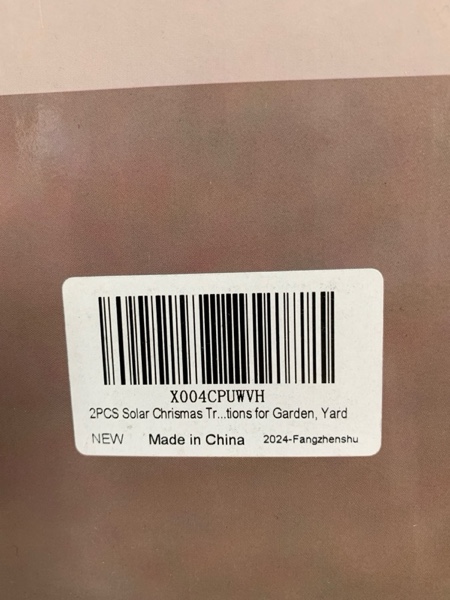 X004CPUWVH
2PCS Solar Chrismas Tr...tions for Garden, Yard
NEW Made in China 2024-Fangzhenshu